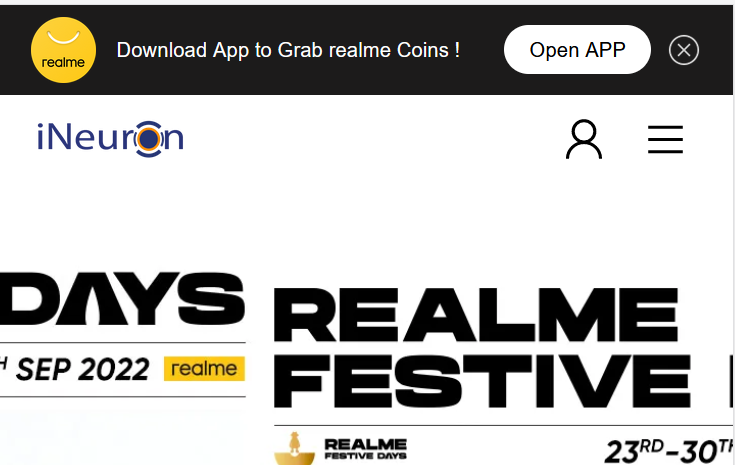 realme
Download App to Grab realme Coins !
Open APP
iNeuron
DAYS
SEP 2022 realme
REALME
FESTIVE
REALME
FESTIVE DAYS
23RD-30TH